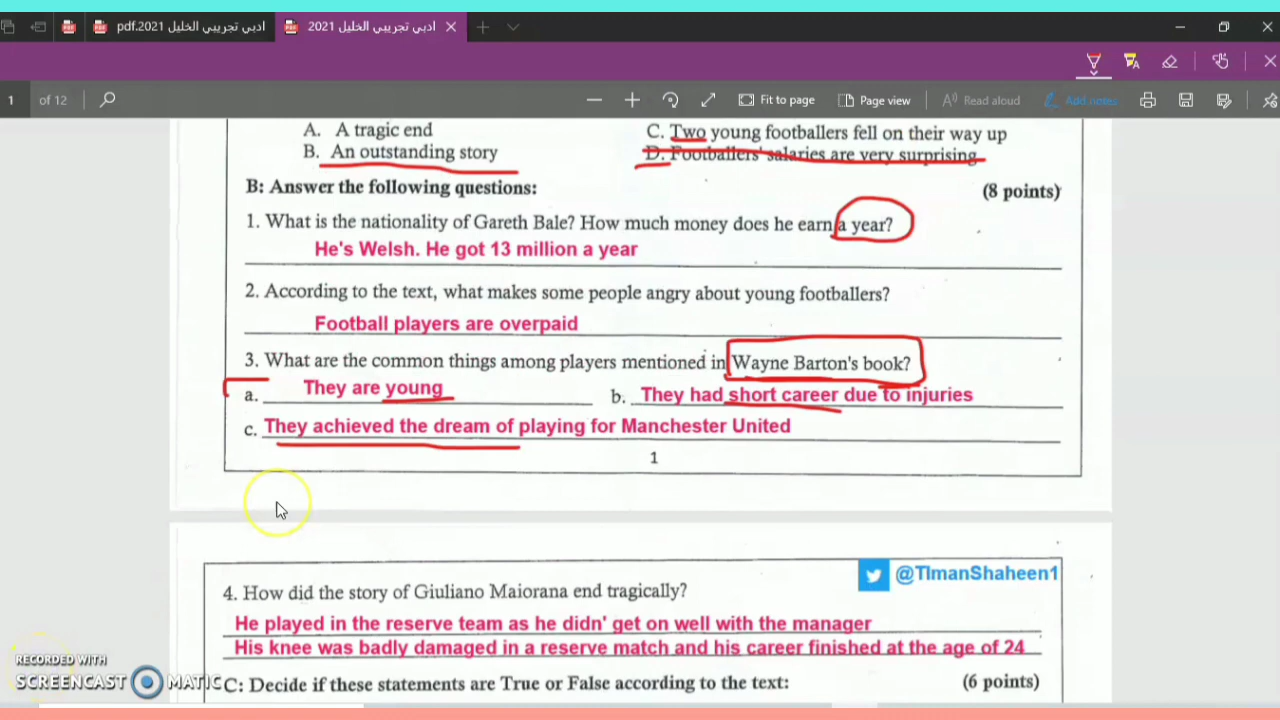 pdf.2021 ادبي تجريبي الخليل
ادبي تجريبي الخليل 2021
1 of 12
Fit to page
Page view
Read aloud
Add notes
A. A tragic end
C. Two young footballers fell on their way up
B. An outstanding story
D. Footballers' salaries are very surprising
B: Answer the following questions:
(8 points)
1. What is the nationality of Gareth Bale? How much money does he earn a year?
He's Welsh. He got 13 million a year
2. According to the text, what makes some people angry about young footballers?
Football players are overpaid
3. What are the common things among players mentioned in Wayne Barton's book?
a. They are young
b. They had short career due to injuries
c. They achieved the dream of playing for Manchester United
1
@TImanShaheen1
4. How did the story of Giuliano Maiorana end tragically?
He played in the reserve team as he didn' get on well with the manager
His knee was badly damaged in a reserve match and his career finished at the age of 24
C: Decide if these statements are True or False according to the text:
(6 points)
RECORDED WITH
SCREENCAST MATIC